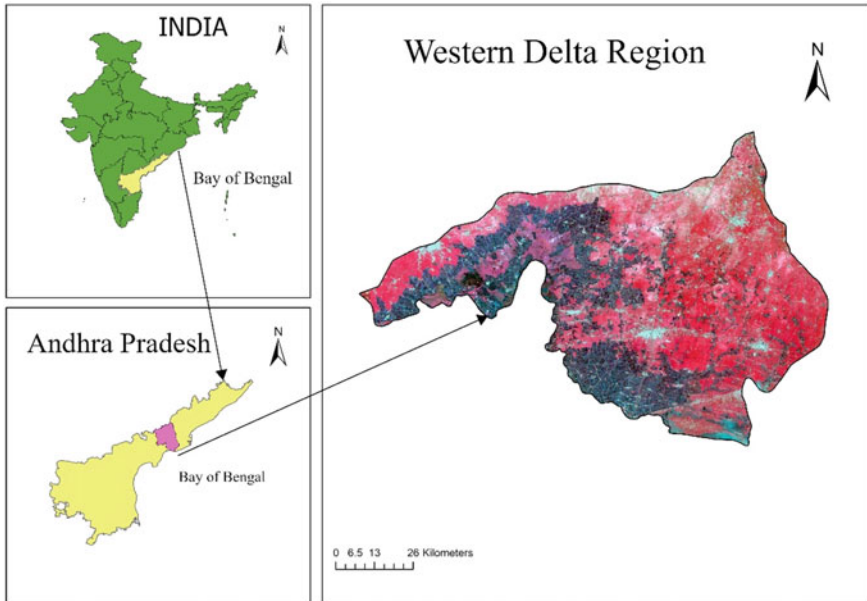 INDIA
N
Bay of Bengal
Andhra Pradesh
N
Bay of Bengal
Western Delta Region
N
0 6.5 13 26 Kilometers